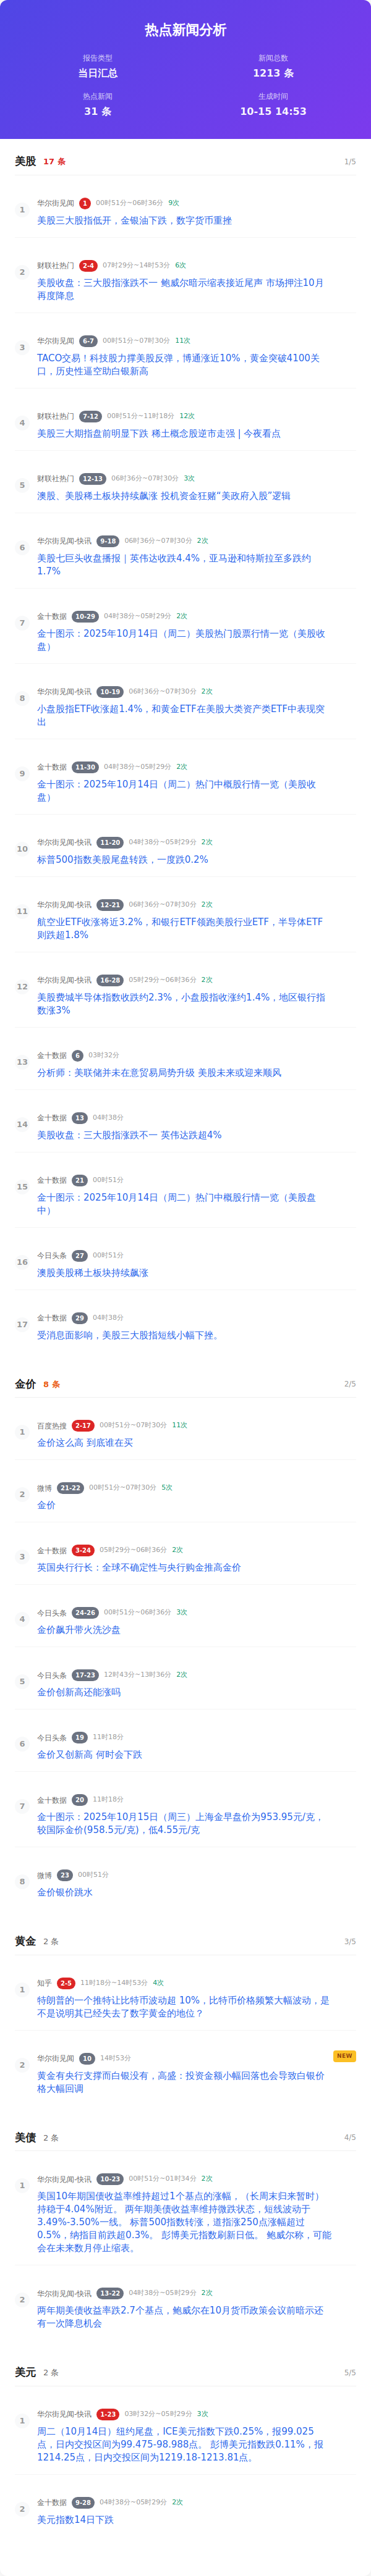 热点新闻分析
报告类型
当日汇总
新闻总数
1213 条
热点新闻
31 条
生成时间
10-15 14:53
美股 17 条 1/5
1
华尔街见闻 1 00时51分~06时36分 9次
美股三大股指低开，金银油下跌，数字货币重挫
2
财联社热门 2-4 07时29分~14时53分 6次
美股收盘：三大股指涨跌不一 鲍威尔暗示缩表接近尾声 市场押注10月
再度降息
3
华尔街见闻 6-7 00时51分~07时30分 11次
TACO交易！科技股力撑美股反弹，博通涨近10%，黄金突破4100关
口，历史性逼空助白银新高
4
财联社热门 7-12 00时51分~11时18分 12次
美股三大期指盘前明显下跌 稀土概念股逆市走强 | 今夜看点
5
财联社热门 12-13 06时36分~07时30分 3次
澳股、美股稀土板块持续飙涨 投机资金狂赌“美政府入股”逻辑
6
华尔街见闻-快讯 9-18 06时36分~07时30分 2次
美股七巨头收盘播报｜英伟达收跌4.4%，亚马逊和特斯拉至多跌约
1.7%
7
金十数据 10-29 04时38分~05时29分 2次
金十图示：2025年10月14日（周二）美股热门股票行情一览（美股收
盘）
8
华尔街见闻-快讯 10-19 06时36分~07时30分 2次
小盘股指ETF收涨超1.4%，和黄金ETF在美股大类资产类ETF中表现突
出
9
金十数据 11-30 04时38分~05时29分 2次
金十图示：2025年10月14日（周二）热门中概股行情一览（美股收
盘）
10
华尔街见闻-快讯 11-20 04时38分~05时29分 2次
标普500指数美股尾盘转跌，一度跌0.2%
11
华尔街见闻-快讯 12-21 06时36分~07时30分 2次
航空业ETF收涨将近3.2%，和银行ETF领跑美股行业ETF，半导体ETF
则跌超1.8%
12
华尔街见闻-快讯 16-28 05时29分~06时36分 2次
美股费城半导体指数收跌约2.3%，小盘股指收涨约1.4%，地区银行指
数涨3%
13
金十数据 6 03时32分
分析师：美联储并未在意贸易局势升级 美股未来或迎来顺风
14
金十数据 13 04时38分
美股收盘：三大股指涨跌不一 英伟达跌超4%
15
金十数据 21 00时51分
金十图示：2025年10月14日（周二）热门中概股行情一览（美股盘
中）
16
今日头条 27 00时51分
澳股美股稀土板块持续飙涨
17
金十数据 29 04时38分
受消息面影响，美股三大股指短线小幅下挫。
金价 8 条 2/5
1
百度热搜 2-17 00时51分~07时30分 11次
金价这么高 到底谁在买
2
微博 21-22 00时51分~07时30分 5次
金价
3
金十数据 3-24 05时29分~06时36分 2次
英国央行行长：全球不确定性与央行购金推高金价
4
今日头条 24-26 00时51分~06时36分 3次
金价飙升带火洗沙盘
5
今日头条 17-23 12时43分~13时36分 2次
金价创新高还能涨吗
6
今日头条 19 11时18分
金价又创新高 何时会下跌
7
金十数据 20 11时18分
金十图示：2025年10月15日（周三）上海金早盘价为953.95元/克，
较国际金价(958.5元/克)，低4.55元/克
8
微博 23 00时51分
金价银价跳水
黄金 2 条 3/5
1
知乎 2-5 11时18分~14时53分 4次
特朗普的一个推特让比特币波动超 10%，比特币价格频繁大幅波动，是
不是说明其已经失去了数字黄金的地位？
2
华尔街见闻 10 14时53分 NEW
黄金有央行支撑而白银没有，高盛：投资金额小幅回落也会导致白银价
格大幅回调
美债 2 条 4/5
1
华尔街见闻-快讯 10-23 00时51分~01时34分 2次
美国10年期国债收益率维持超过1个基点的涨幅，（长周末归来暂时）
持稳于4.04%附近。 两年期美债收益率维持微跌状态，短线波动于
3.49%-3.50%一线。 标普500指数转涨，道指涨250点涨幅超过
0.5%，纳指目前跌超0.3%。 彭博美元指数刷新日低。 鲍威尔称，可能
会在未来数月停止缩表。
2
华尔街见闻-快讯 13-22 04时38分~05时29分 2次
两年期美债收益率跌2.7个基点，鲍威尔在10月货币政策会议前暗示还
有一次降息机会
美元 2 条 5/5
1
华尔街见闻-快讯 1-23 03时32分~05时29分 3次
周二（10月14日）纽约尾盘，ICE美元指数下跌0.25%，报99.025
点，日内交投区间为99.475-98.988点。 彭博美元指数跌0.11%，报
1214.25点，日内交投区间为1219.18-1213.81点。
2
金十数据 9-28 04时38分~05时29分 2次
美元指数14日下跌